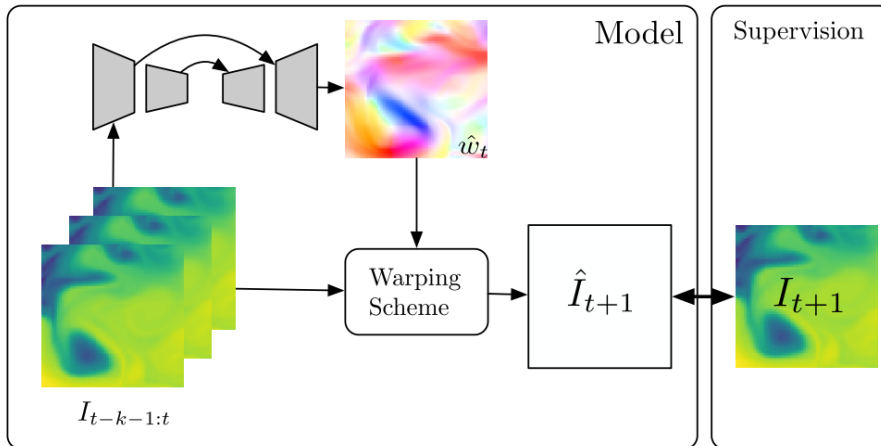 Model
Supervision
ŵ_t
Warping
Scheme
Î_{t+1}
I_{t+1}
I_{t−k−1:t}